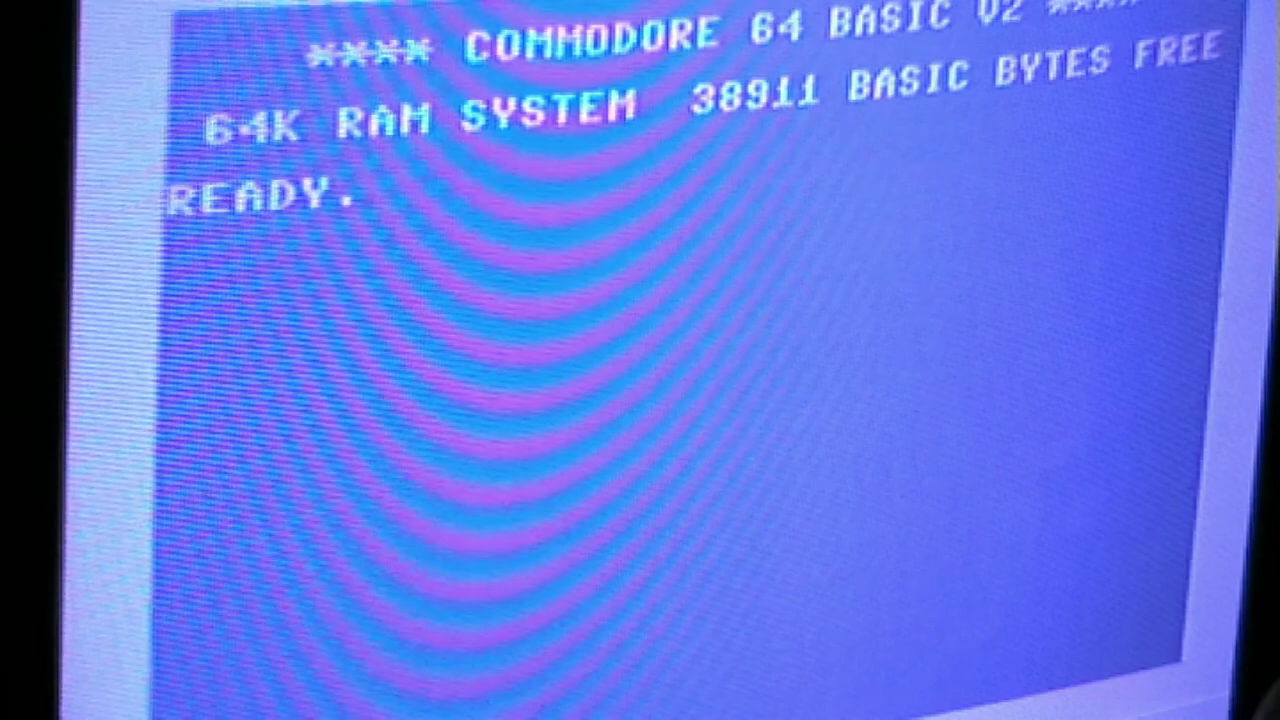 **** COMMODORE 64 BASIC V2 ****
64K RAM SYSTEM 38911 BASIC BYTES FREE
READY.